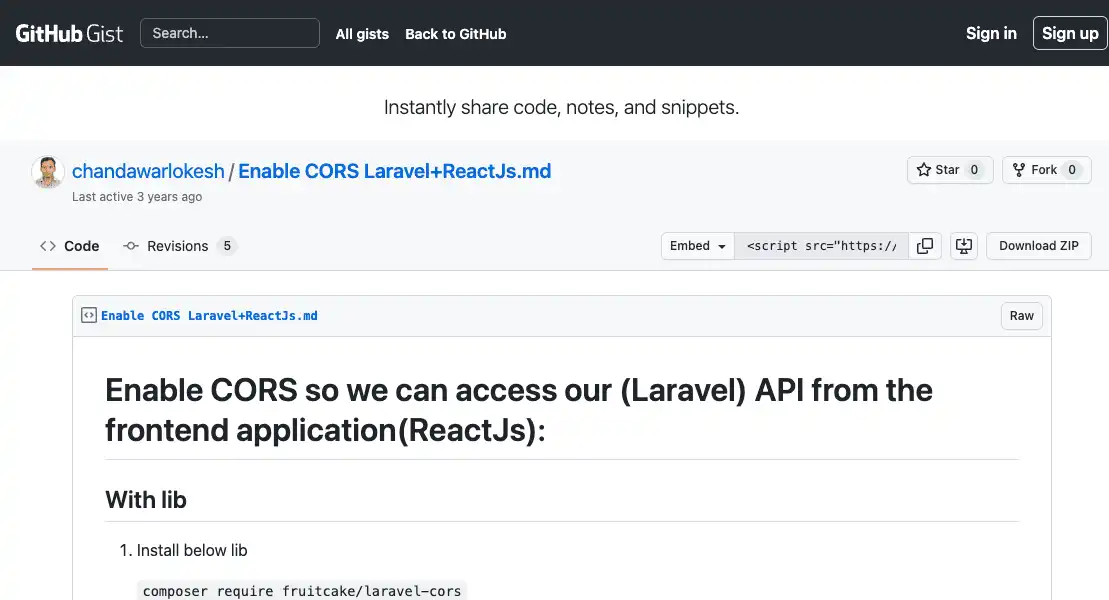 GitHub Gist Search... All gists Back to GitHub Sign in Sign up
Instantly share code, notes, and snippets.
chandawarlokesh / Enable CORS Laravel+ReactJs.md Star 0 Fork 0
Last active 3 years ago
Code Revisions 5 Embed <script src="https:/ Download ZIP
Enable CORS Laravel+ReactJs.md Raw
Enable CORS so we can access our (Laravel) API from the
frontend application(ReactJs):
With lib
1. Install below lib
composer require fruitcake/laravel-cors